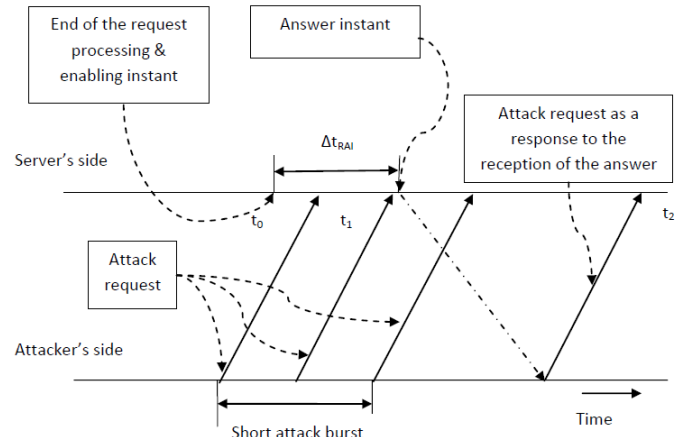 End of the request
processing &
enabling instant
Answer instant
Attack request as a
response to the
reception of the answer
Δt_RAI
Server's side
t₀
t₁
t₂
Attack
request
Attacker's side
Time
Short attack burst